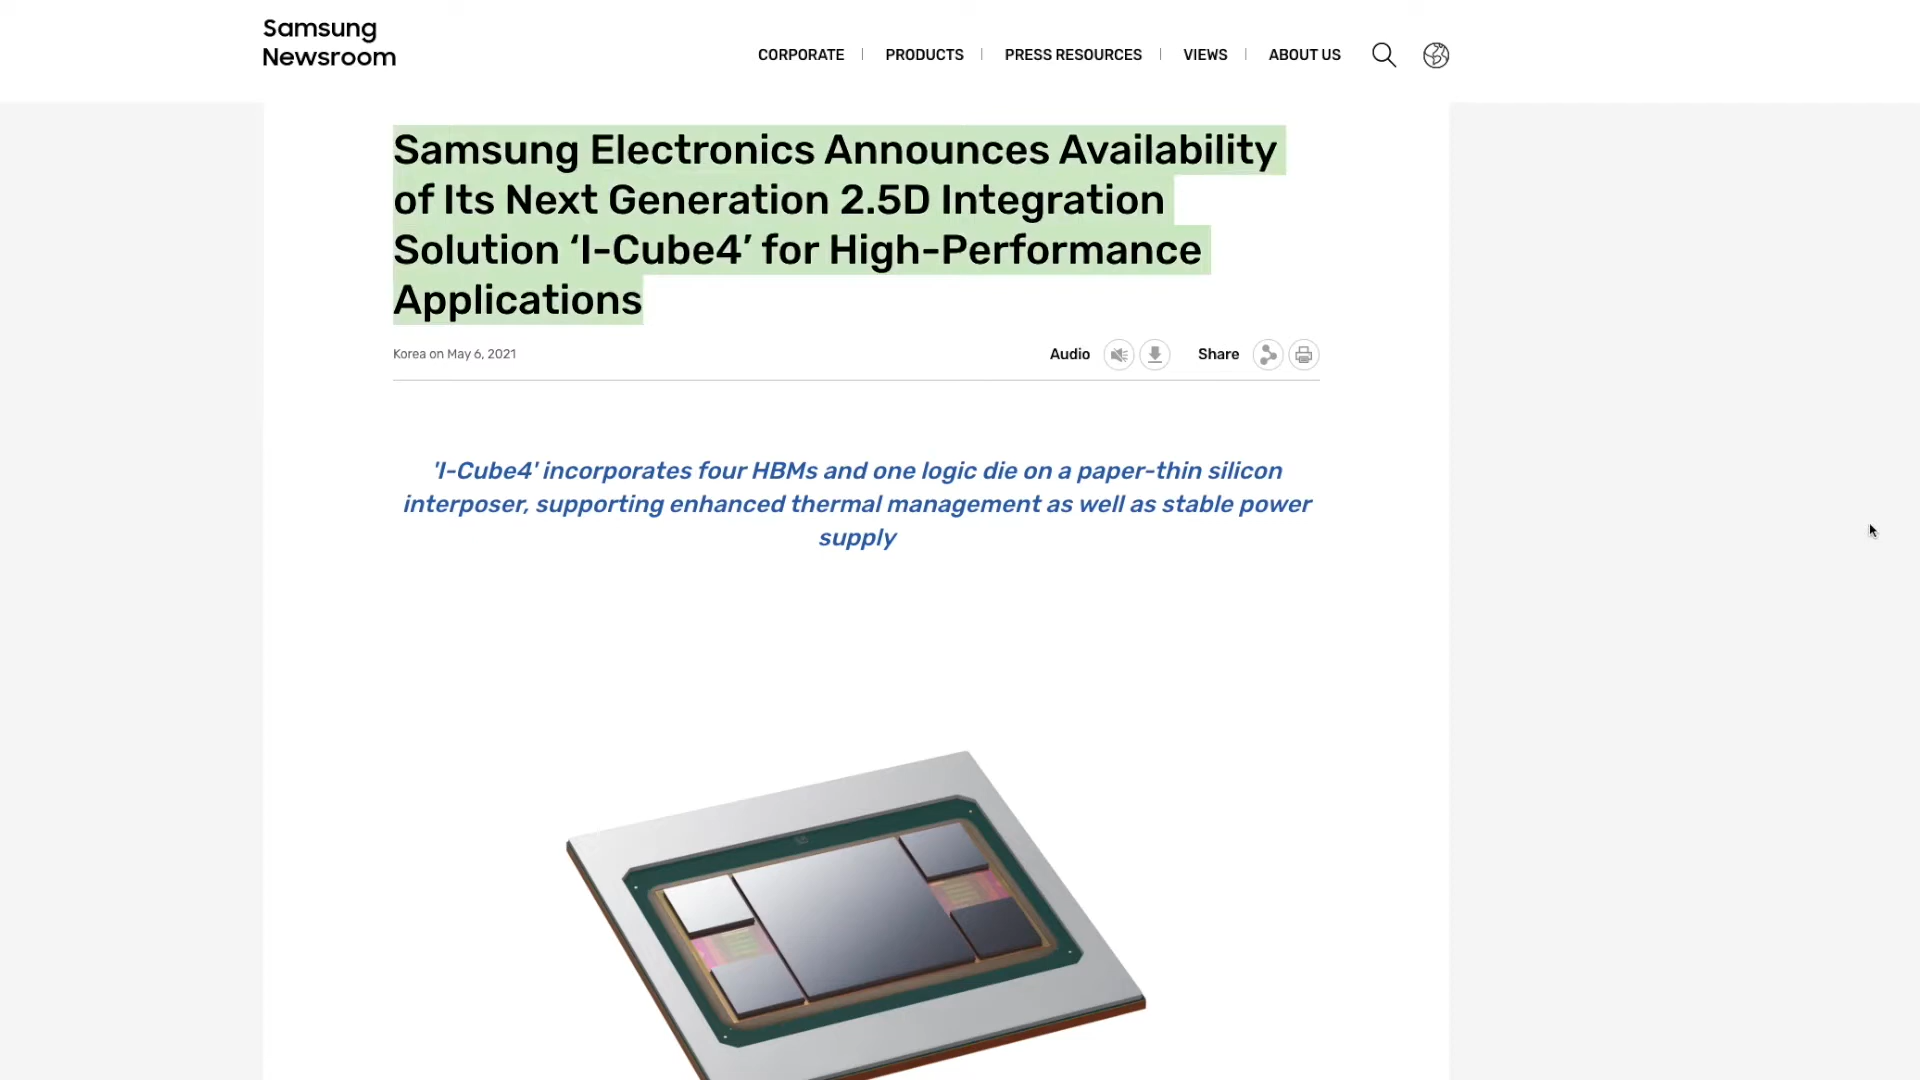 Samsung
Newsroom
CORPORATE
PRODUCTS
PRESS RESOURCES
VIEWS
ABOUT US
Samsung Electronics Announces Availability
of Its Next Generation 2.5D Integration
Solution ‘I-Cube4’ for High-Performance
Applications
Korea on May 6, 2021
Audio
Share
'I-Cube4' incorporates four HBMs and one logic die on a paper-thin silicon
interposer, supporting enhanced thermal management as well as stable power
supply